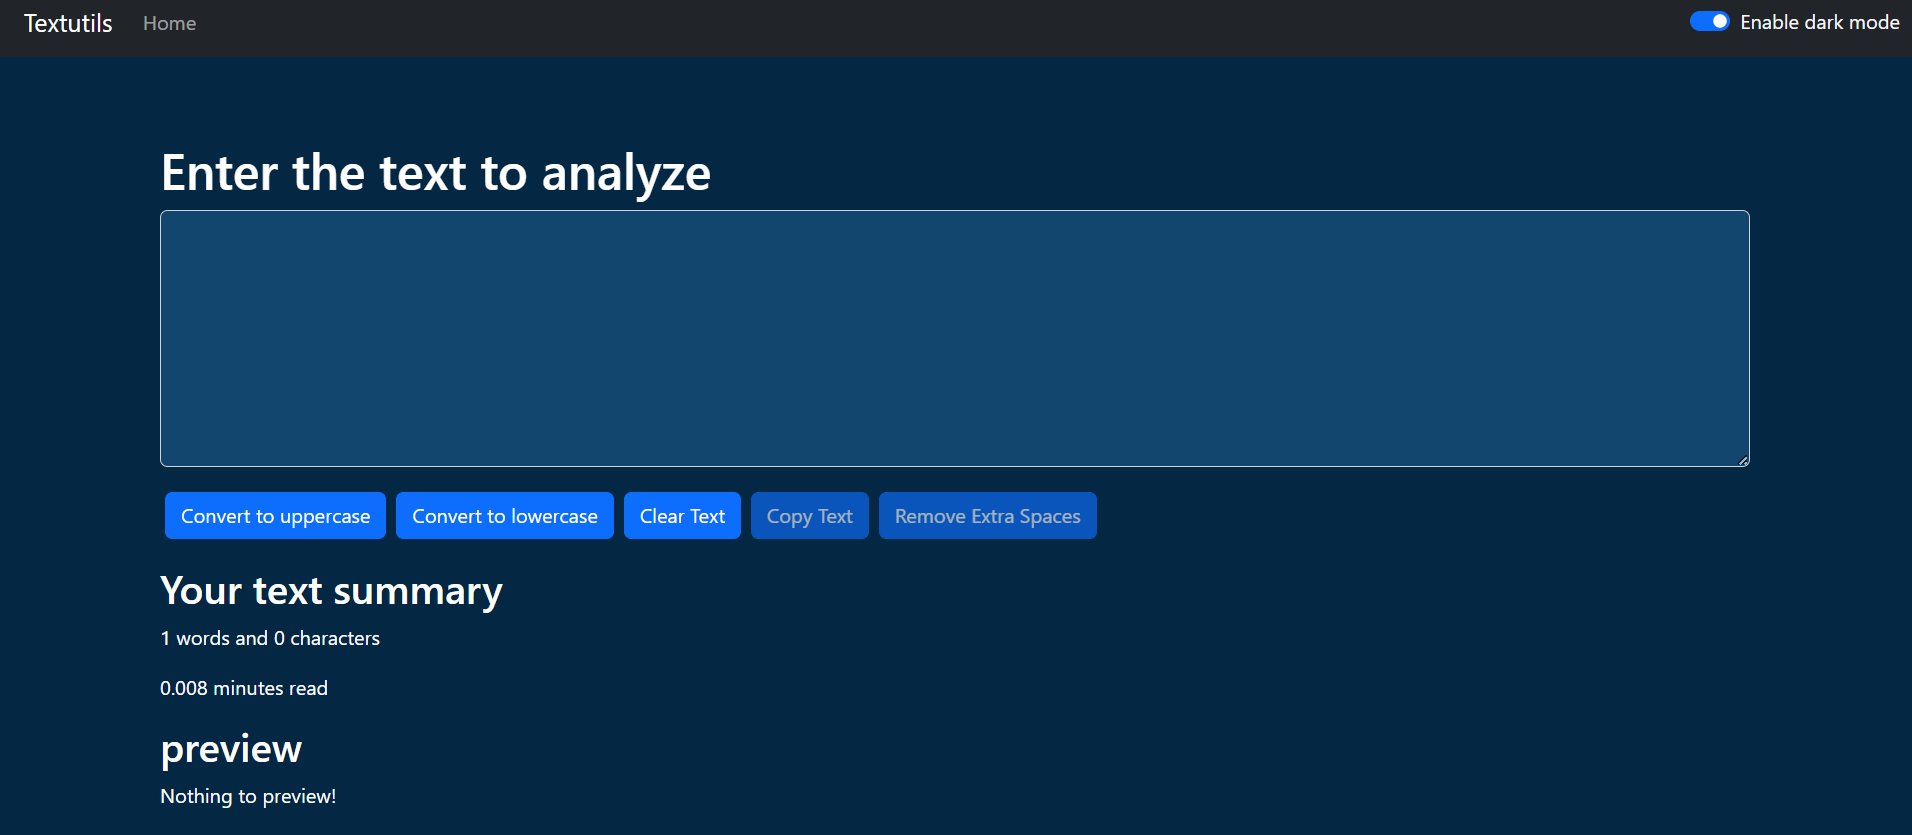 Textutils Home Enable dark mode
Enter the text to analyze
Convert to uppercase Convert to lowercase Clear Text Copy Text Remove Extra Spaces
Your text summary
1 words and 0 characters
0.008 minutes read
preview
Nothing to preview!